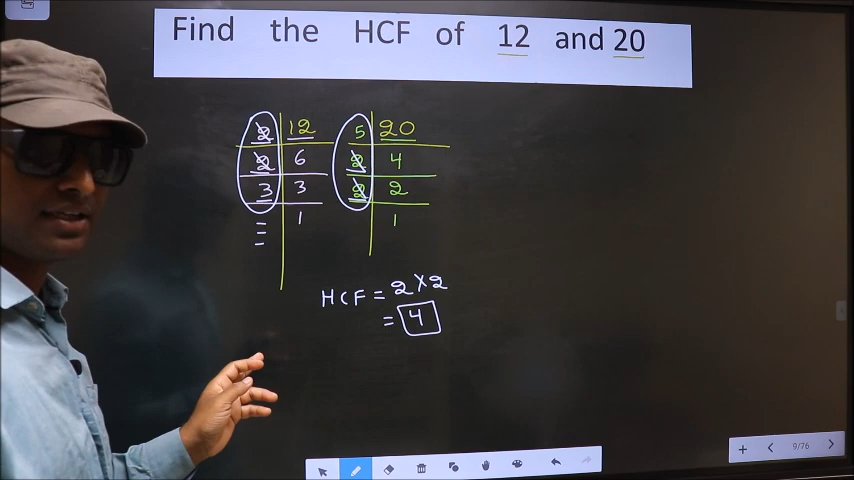 Find the HCF of 12 and 20
2 12 5 20
2 6 2 4
3 3 2 2
1 1
HCF = 2 × 2
= 4
9/76